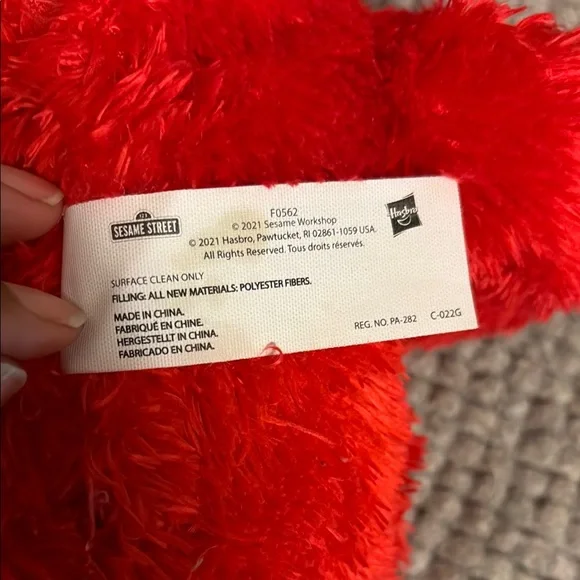 123
SESAME STREET
F0562
© 2021 Sesame Workshop
© 2021 Hasbro, Pawtucket, RI 02861-1059 USA.
All Rights Reserved. Tous droits réservés.
Hasbro
SURFACE CLEAN ONLY
FILLING: ALL NEW MATERIALS: POLYESTER FIBERS.
MADE IN CHINA.
FABRIQUÉ EN CHINE.
HERGESTELLT IN CHINA.
FABRICADO EN CHINA.
REG. NO. PA-282 C-022G